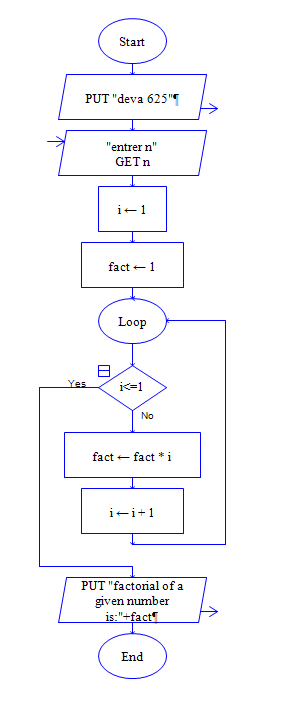 Start
PUT "deva 625"¶
"entrer n"
GET n
i ← 1
fact ← 1
Loop
i<=1
Yes
No
fact ← fact * i
i ← i + 1
PUT "factorial of a
given number
is:"+fact¶
End